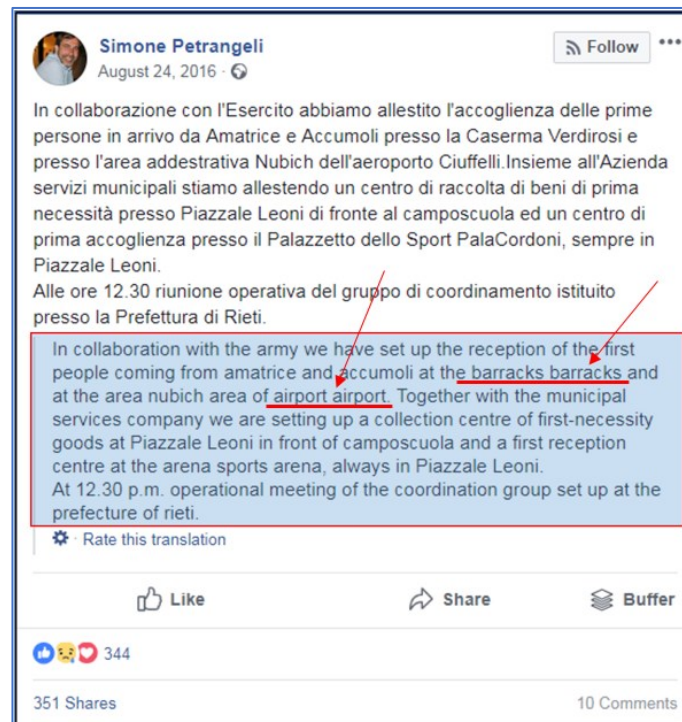 Simone Petrangeli
Follow
August 24, 2016
In collaborazione con l'Esercito abbiamo allestito l'accoglienza delle prime
persone in arrivo da Amatrice e Accumoli presso la Caserma Verdirosi e
presso l'area addestrativa Nubich dell'aeroporto Ciuffelli.Insieme all'Azienda
servizi municipali stiamo allestendo un centro di raccolta di beni di prima
necessità presso Piazzale Leoni di fronte al camposcuola ed un centro di
prima accoglienza presso il Palazzetto dello Sport PalaCordoni, sempre in
Piazzale Leoni.
Alle ore 12.30 riunione operativa del gruppo di coordinamento istituito
presso la Prefettura di Rieti.
In collaboration with the army we have set up the reception of the first
people coming from amatrice and accumoli at the barracks barracks and
at the area nubich area of airport airport. Together with the municipal
services company we are setting up a collection centre of first-necessity
goods at Piazzale Leoni in front of camposcuola and a first reception
centre at the arena sports arena, always in Piazzale Leoni.
At 12.30 p.m. operational meeting of the coordination group set up at the
prefecture of rieti.
· Rate this translation
Like Share Buffer
344
351 Shares 10 Comments